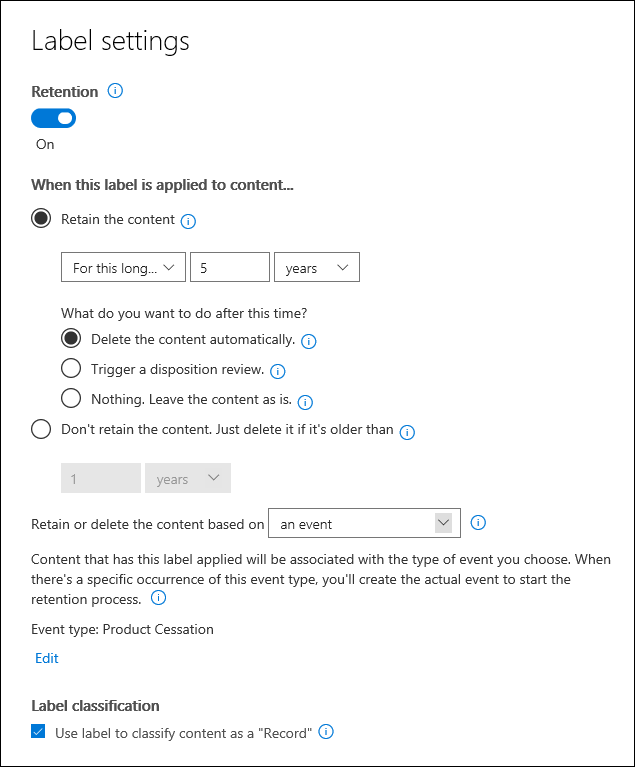 Label settings
Retention
On
When this label is applied to content...
Retain the content
For this long... 5 years
What do you want to do after this time?
Delete the content automatically.
Trigger a disposition review.
Nothing. Leave the content as is.
Don't retain the content. Just delete it if it's older than
1 years
Retain or delete the content based on an event
Content that has this label applied will be associated with the type of event you choose. When
there's a specific occurrence of this event type, you'll create the actual event to start the
retention process.
Event type: Product Cessation
Edit
Label classification
Use label to classify content as a "Record"